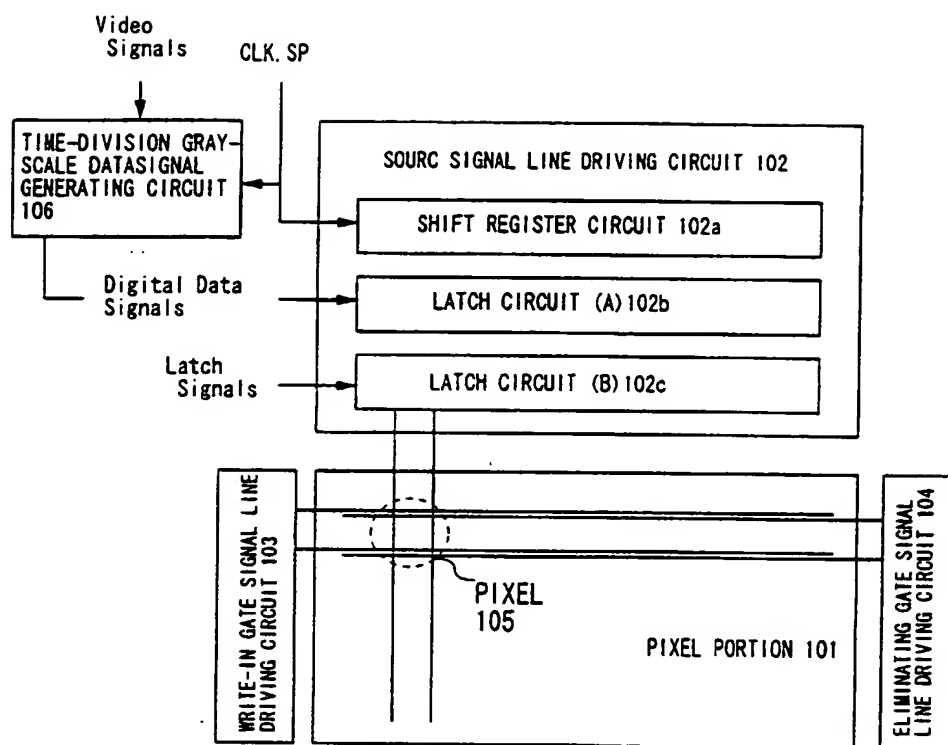 Video
Signals
CLK. SP
TIME-DIVISION GRAY-
SCALE DATASIGNAL
GENERATING CIRCUIT
106
SOURC SIGNAL LINE DRIVING CIRCUIT 102
SHIFT REGISTER CIRCUIT 102a
Digital Data
Signals
LATCH CIRCUIT (A) 102b
Latch
Signals
LATCH CIRCUIT (B) 102c
WRITE-IN GATE SIGNAL LINE
DRIVING CIRCUIT 103
PIXEL
105
PIXEL PORTION 101
ELIMINATING GATE SIGNAL
LINE DRIVING CIRCUIT 104